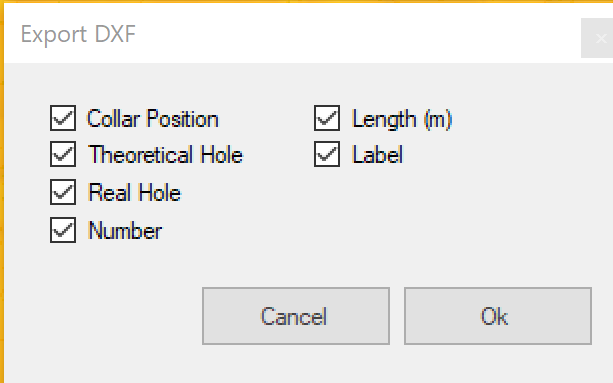 Export DXF
Collar Position
Length (m)
Theoretical Hole
Label
Real Hole
Number
Cancel
Ok